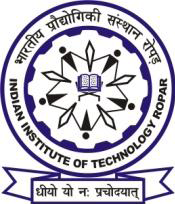 भारतीय प्रौद्योगिकी संस्थान रोपड़
INDIAN INSTITUTE OF TECHNOLOGY ROPAR
धीयो यो न: प्रचोदयात्